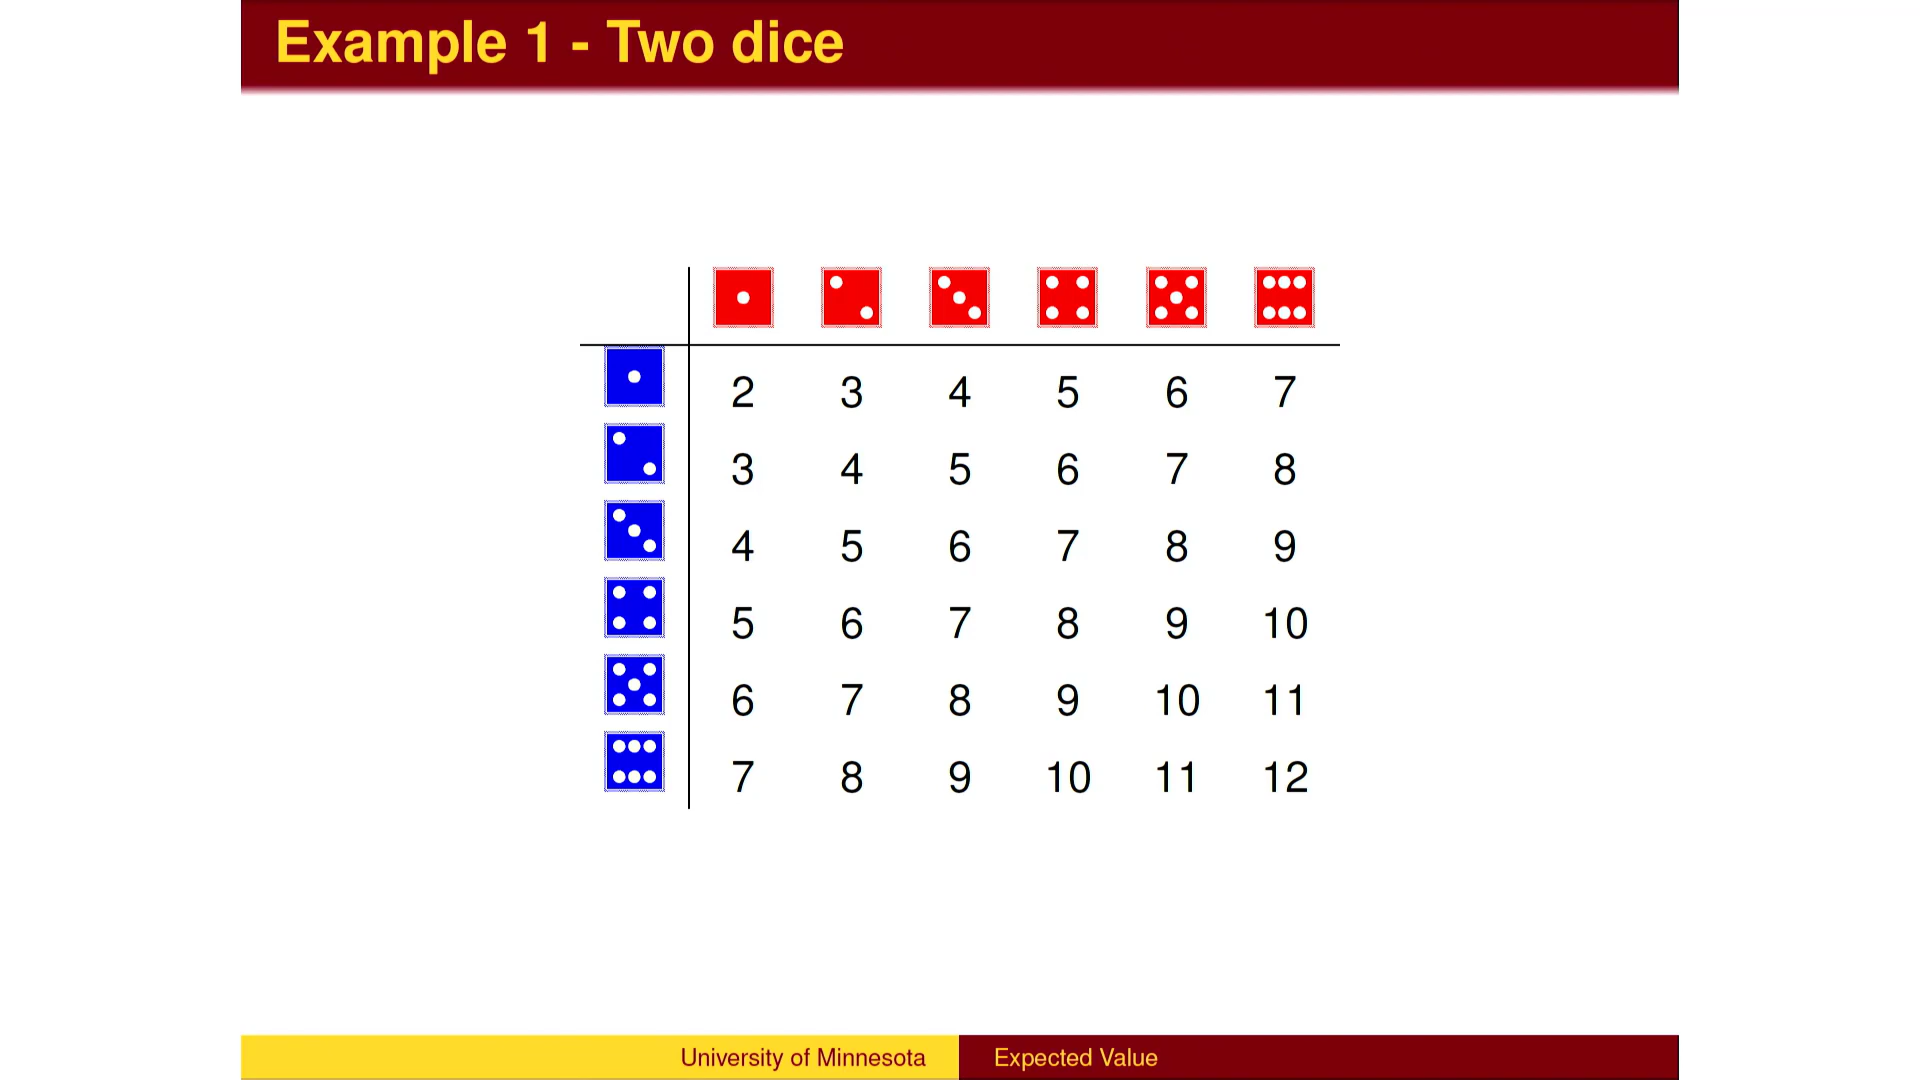 Example 1 - Two dice
2 3 4 5 6 7
3 4 5 6 7 8
4 5 6 7 8 9
5 6 7 8 9 10
6 7 8 9 10 11
7 8 9 10 11 12
University of Minnesota
Expected Value